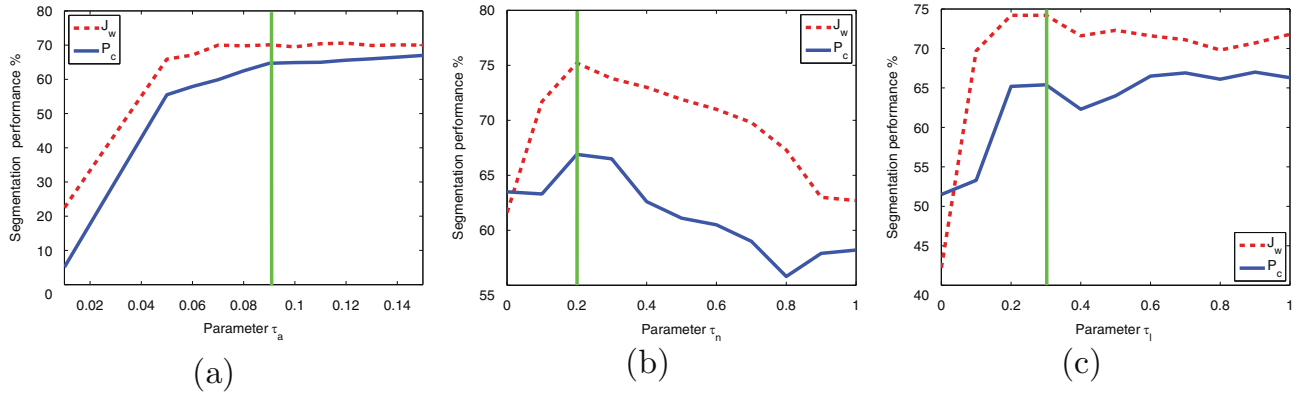 Segmentation performance %
80
70
60
50
40
30
20
10
0
J_w
P_c
0.02 0.04 0.06 0.08 0.1 0.12 0.14
Parameter τ_a
(a)
Segmentation performance %
80
75
70
65
60
55
J_w
P_c
0 0.2 0.4 0.6 0.8 1
Parameter τ_n
(b)
Segmentation performance %
75
70
65
60
55
50
45
40
J_w
P_c
0 0.2 0.4 0.6 0.8 1
Parameter τ_l
(c)